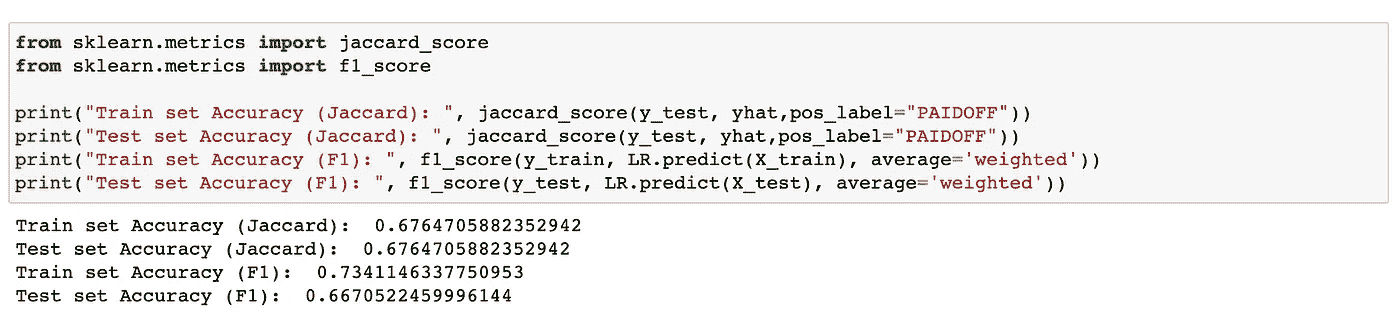 from sklearn.metrics import jaccard_score
from sklearn.metrics import f1_score
print("Train set Accuracy (Jaccard): ", jaccard_score(y_test, yhat,pos_label="PAIDOFF"))
print("Test set Accuracy (Jaccard): ", jaccard_score(y_test, yhat,pos_label="PAIDOFF"))
print("Train set Accuracy (F1): ", f1_score(y_train, LR.predict(X_train), average='weighted'))
print("Test set Accuracy (F1): ", f1_score(y_test, LR.predict(X_test), average='weighted'))
Train set Accuracy (Jaccard):  0.6764705882352942
Test set Accuracy (Jaccard):  0.6764705882352942
Train set Accuracy (F1):  0.7341146337750953
Test set Accuracy (F1):  0.6670522459996144